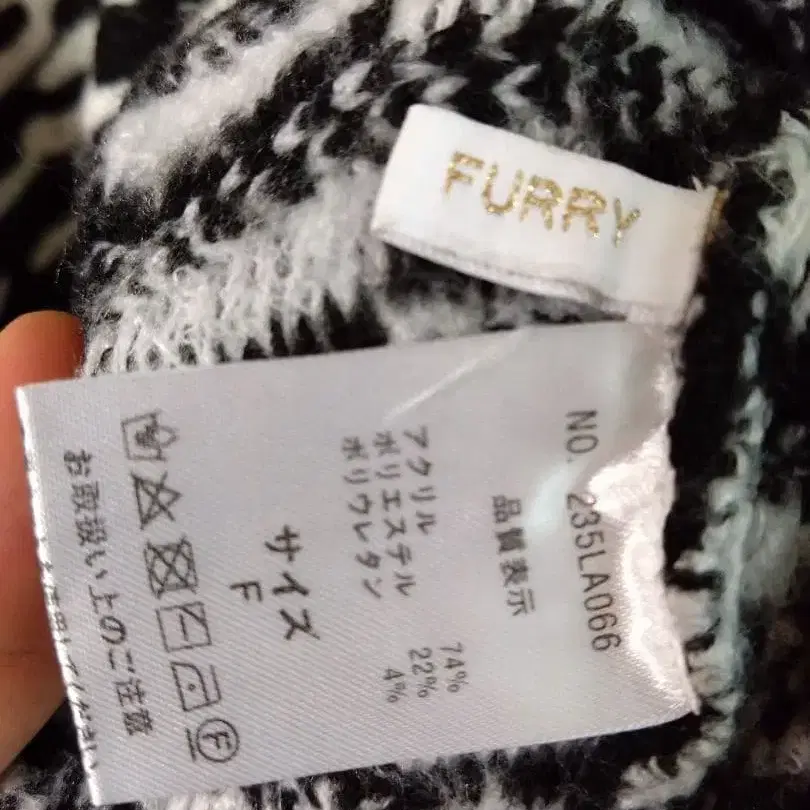 FURRY
NO. 235LA066
品質表示
アクリル 74%
ポリエステル 22%
ポリウレタン 4%
サイズ
F
お取扱い上のご注意